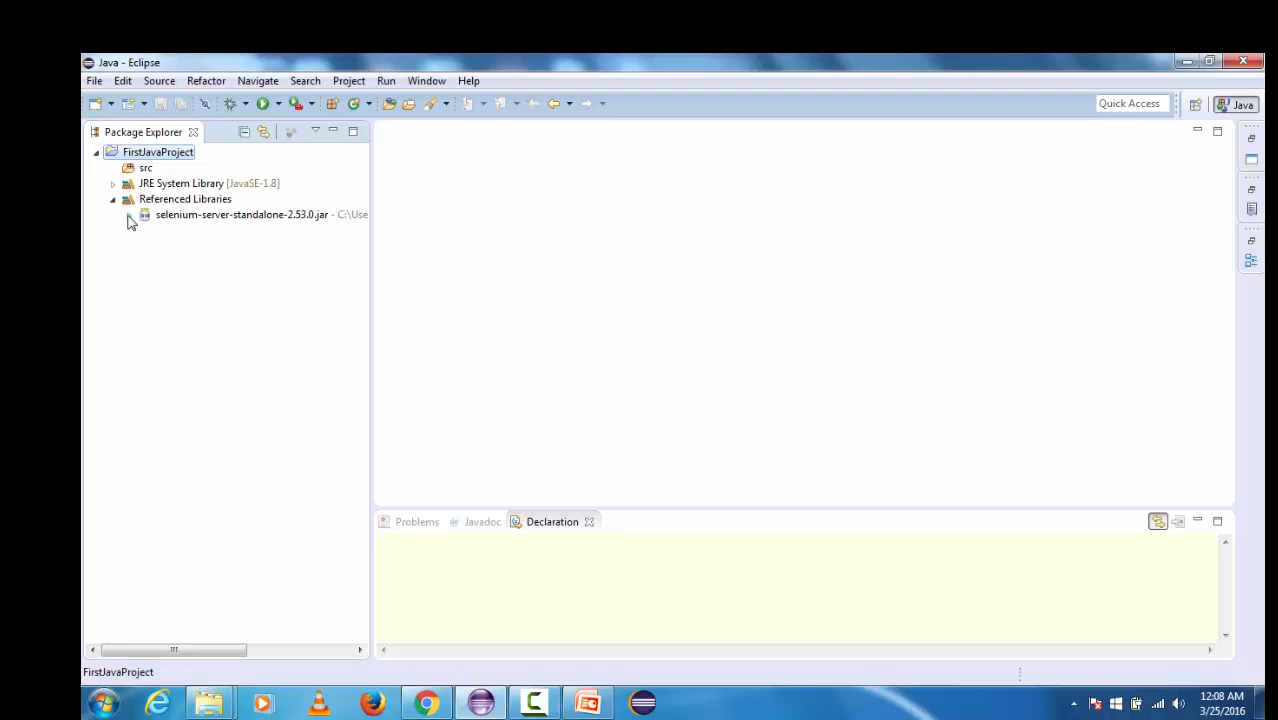 Java - Eclipse
File Edit Source Refactor Navigate Search Project Run Window Help
Quick Access
Java
Package Explorer
FirstJavaProject
src
JRE System Library [JavaSE-1.8]
Referenced Libraries
selenium-server-standalone-2.53.0.jar - C:\Use
Problems @ Javadoc Declaration
FirstJavaProject
12:08 AM
3/25/2016